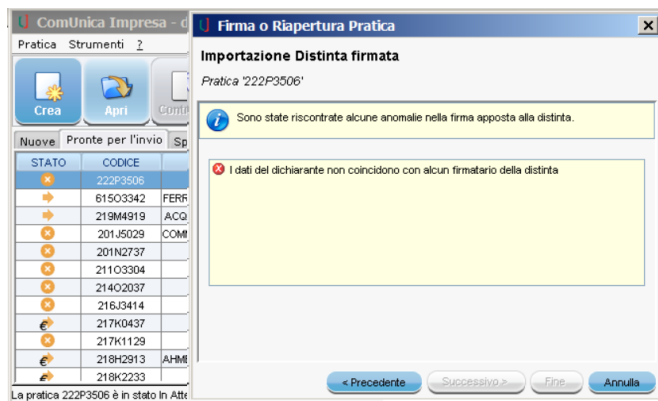 ComUnica Impresa - d
Pratica Strumenti ?
Crea
Apri
Nuove
Pronte per l'invio
Sp
STATO CODICE
222P3506
615O3342 FERR
219M4919 ACQ
201J5029 COMM
201N2737
211O3304
214O2037
216J3414
217K0437
217K1129
218H2913 AHME
218K2233
La pratica 222P3506 è in stato In Atte
Firma o Riapertura Pratica
Importazione Distinta firmata
Pratica '222P3506'
Sono state riscontrate alcune anomalie nella firma apposta alla distinta.
I dati del dichiarante non coincidono con alcun firmatario della distinta
< Precedente Successivo > Fine Annulla